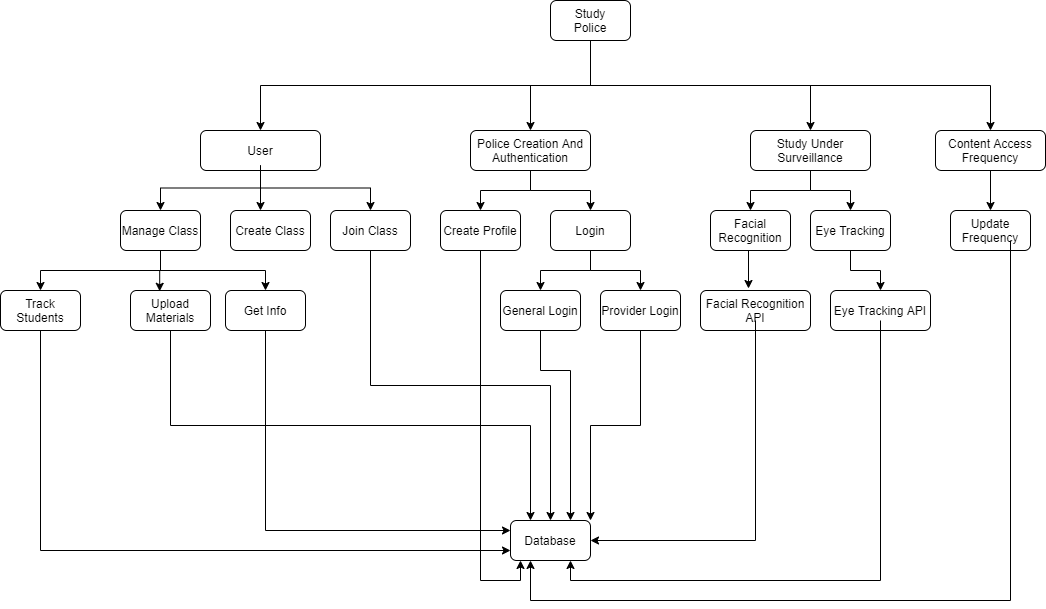 Study
Police
User
Police Creation And
Authentication
Study Under
Surveillance
Content Access
Frequency
Manage Class
Create Class
Join Class
Create Profile
Login
Facial
Recognition
Eye Tracking
Update
Frequency
Track
Students
Upload
Materials
Get Info
General Login
Provider Login
Facial Recognition
API
Eye Tracking API
Database